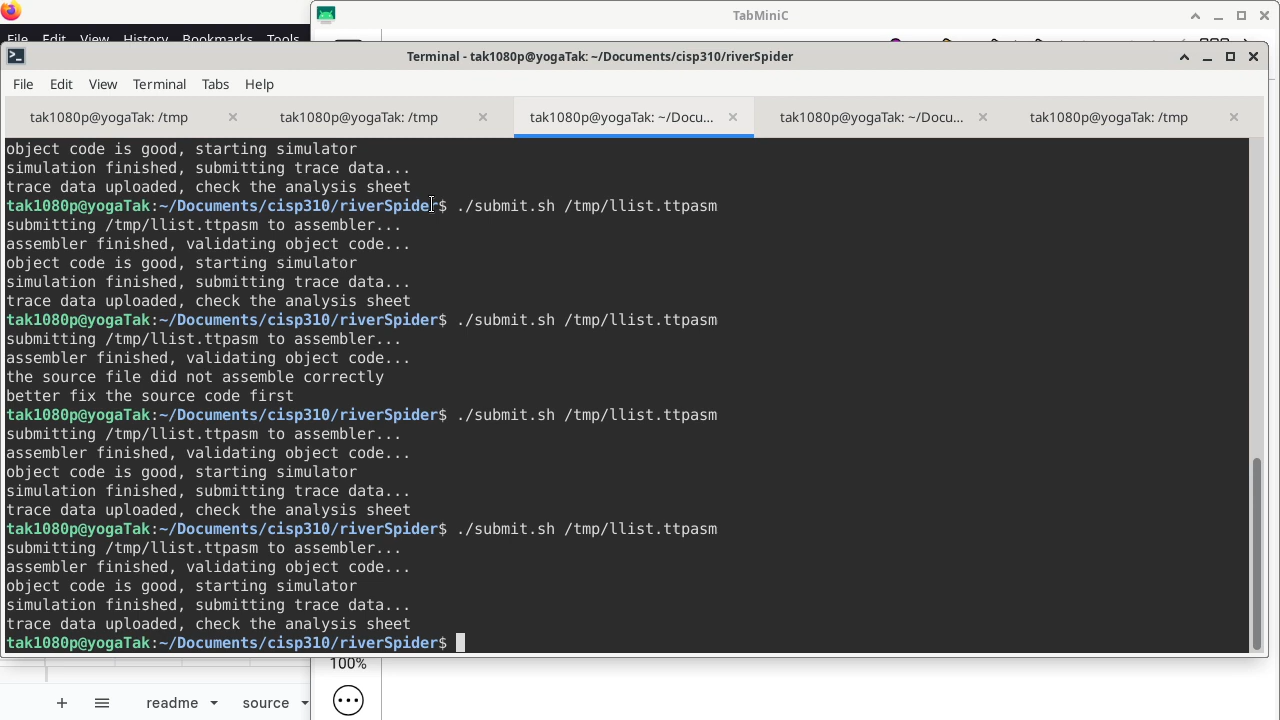 TabMiniC
File Edit View History Bookmarks Tools
Terminal - tak1080p@yogaTak: ~/Documents/cisp310/riverSpider
File Edit View Terminal Tabs Help
tak1080p@yogaTak: /tmp tak1080p@yogaTak: /tmp tak1080p@yogaTak: ~/Docu... tak1080p@yogaTak: ~/Docu... tak1080p@yogaTak: /tmp
object code is good, starting simulator
simulation finished, submitting trace data...
trace data uploaded, check the analysis sheet
tak1080p@yogaTak:~/Documents/cisp310/riverSpider$ ./submit.sh /tmp/llist.ttpasm
submitting /tmp/llist.ttpasm to assembler...
assembler finished, validating object code...
object code is good, starting simulator
simulation finished, submitting trace data...
trace data uploaded, check the analysis sheet
tak1080p@yogaTak:~/Documents/cisp310/riverSpider$ ./submit.sh /tmp/llist.ttpasm
submitting /tmp/llist.ttpasm to assembler...
assembler finished, validating object code...
the source file did not assemble correctly
better fix the source code first
tak1080p@yogaTak:~/Documents/cisp310/riverSpider$ ./submit.sh /tmp/llist.ttpasm
submitting /tmp/llist.ttpasm to assembler...
assembler finished, validating object code...
object code is good, starting simulator
simulation finished, submitting trace data...
trace data uploaded, check the analysis sheet
tak1080p@yogaTak:~/Documents/cisp310/riverSpider$ ./submit.sh /tmp/llist.ttpasm
submitting /tmp/llist.ttpasm to assembler...
assembler finished, validating object code...
object code is good, starting simulator
simulation finished, submitting trace data...
trace data uploaded, check the analysis sheet
tak1080p@yogaTak:~/Documents/cisp310/riverSpider$
100%
readme source